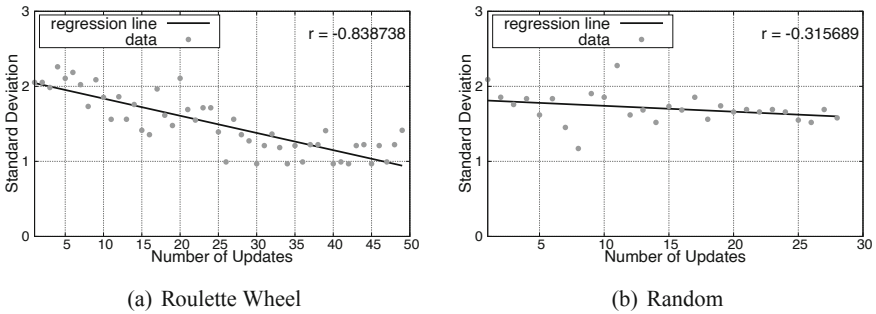 3
2
1
0
Standard Deviation
regression line
data
r = -0.838738
5 10 15 20 25 30 35 40 45 50
Number of Updates
(a) Roulette Wheel
3
2
1
0
Standard Deviation
regression line
data
r = -0.315689
5 10 15 20 25 30
Number of Updates
(b) Random